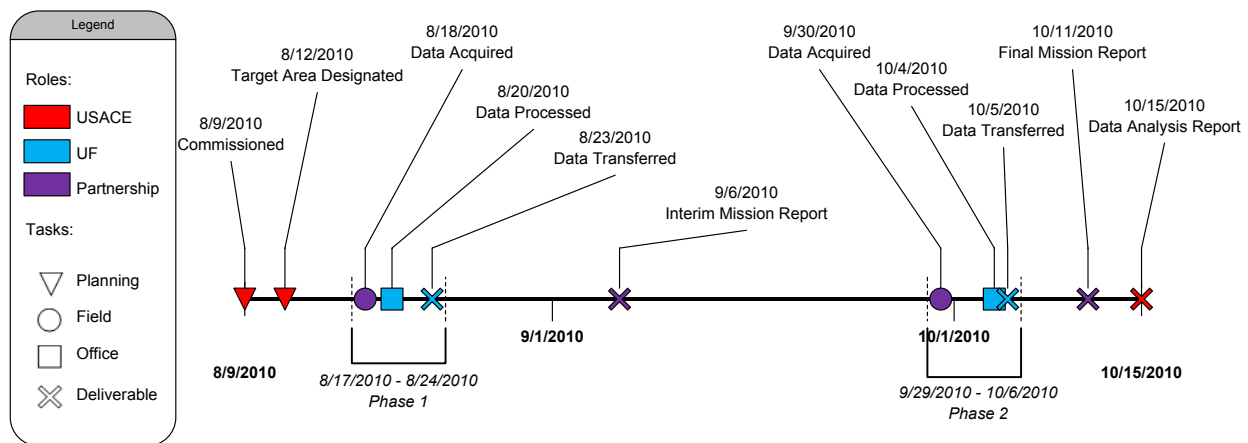 Legend
Roles:
USACE
UF
Partnership
Tasks:
Planning
Field
Office
Deliverable
8/9/2010
Commissioned
8/12/2010
Target Area Designated
8/18/2010
Data Acquired
8/20/2010
Data Processed
8/23/2010
Data Transferred
9/6/2010
Interim Mission Report
9/30/2010
Data Acquired
10/4/2010
Data Processed
10/5/2010
Data Transferred
10/11/2010
Final Mission Report
10/15/2010
Data Analysis Report
8/9/2010
9/1/2010
10/1/2010
10/15/2010
8/17/2010 - 8/24/2010
Phase 1
9/29/2010 - 10/6/2010
Phase 2